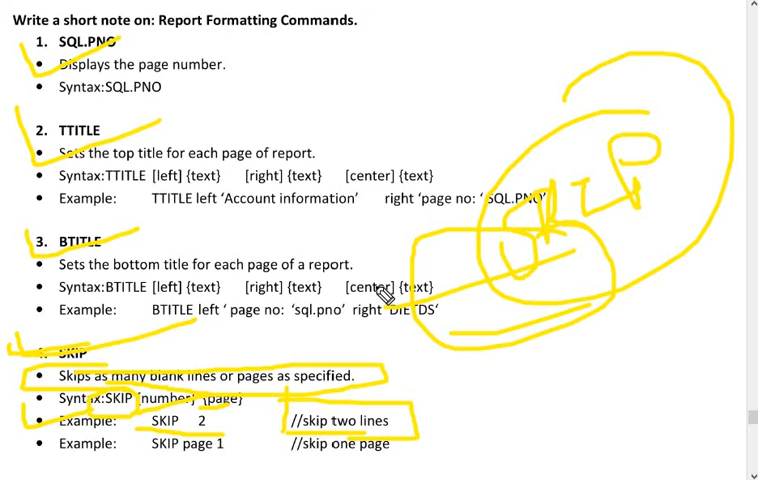 Write a short note on: Report Formatting Commands.
1. SQL.PNO
• Displays the page number.
• Syntax:SQL.PNO
2. TTITLE
• Sets the top title for each page of report.
• Syntax:TTITLE [left] {text} [right] {text} [center] {text}
• Example: TTITLE left ‘Account information’ right ‘page no: ‘ SQL.PNO’
3. BTITLE
• Sets the bottom title for each page of a report.
• Syntax:BTITLE [left] {text} [right] {text} [center] {text}
• Example: BTITLE left ‘ page no: ‘sql.pno’ right ‘DIETDS‘
4. SKIP
• Skips as many blank lines or pages as specified.
• Syntax:SKIP {number} {page}
• Example: SKIP 2 //skip two lines
• Example: SKIP page 1 //skip one page